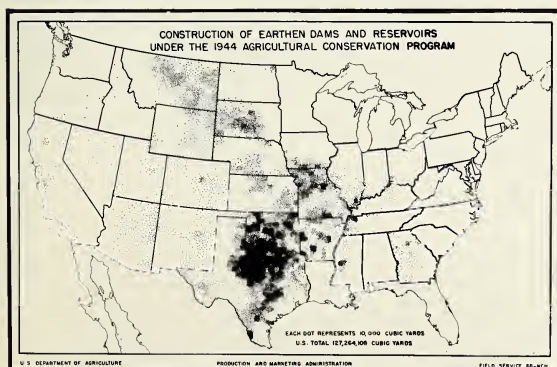 CONSTRUCTION OF EARTHEN DAMS AND RESERVOIRS
UNDER THE 1944 AGRICULTURAL CONSERVATION PROGRAM
EACH DOT REPRESENTS 10,000 CUBIC YARDS
U.S. TOTAL 127,264,108 CUBIC YARDS
U S DEPARTMENT OF AGRICULTURE
PRODUCTION AND MARKETING ADMINISTRATION
FIELD SERVICE BRANCH